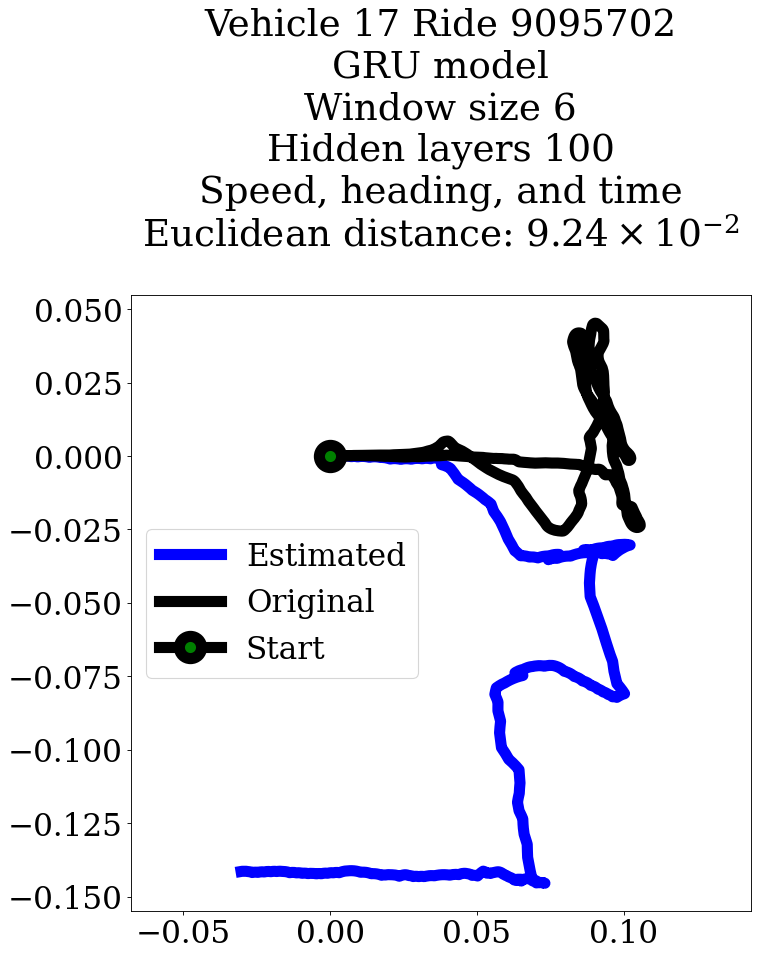 Vehicle 17 Ride 9095702
GRU model
Window size 6
Hidden layers 100
Speed, heading, and time
Euclidean distance: 9.24 × 10⁻²
0.050
0.025
0.000
−0.025
−0.050
−0.075
−0.100
−0.125
−0.150
Estimated
Original
Start
−0.05 0.00 0.05 0.10